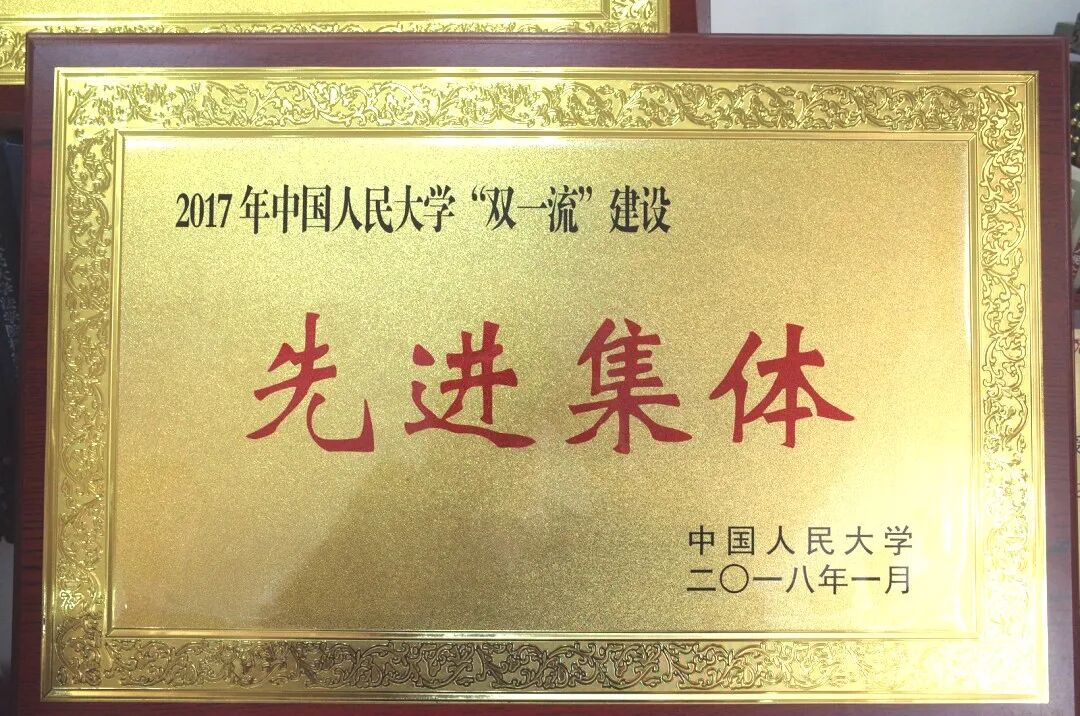 2017年中国人民大学“双一流”建设
先进集体
中国人民大学
二〇一八年一月